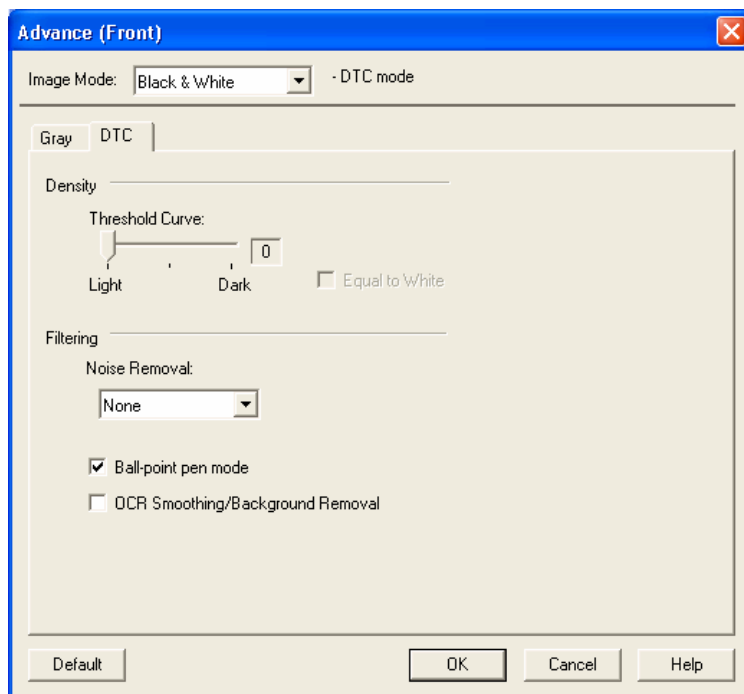 Advance (Front)
Image Mode: Black & White - DTC mode
Gray DTC
Density
Threshold Curve:
0
Light Dark Equal to White
Filtering
Noise Removal:
None
Ball-point pen mode
OCR Smoothing/Background Removal
Default OK Cancel Help